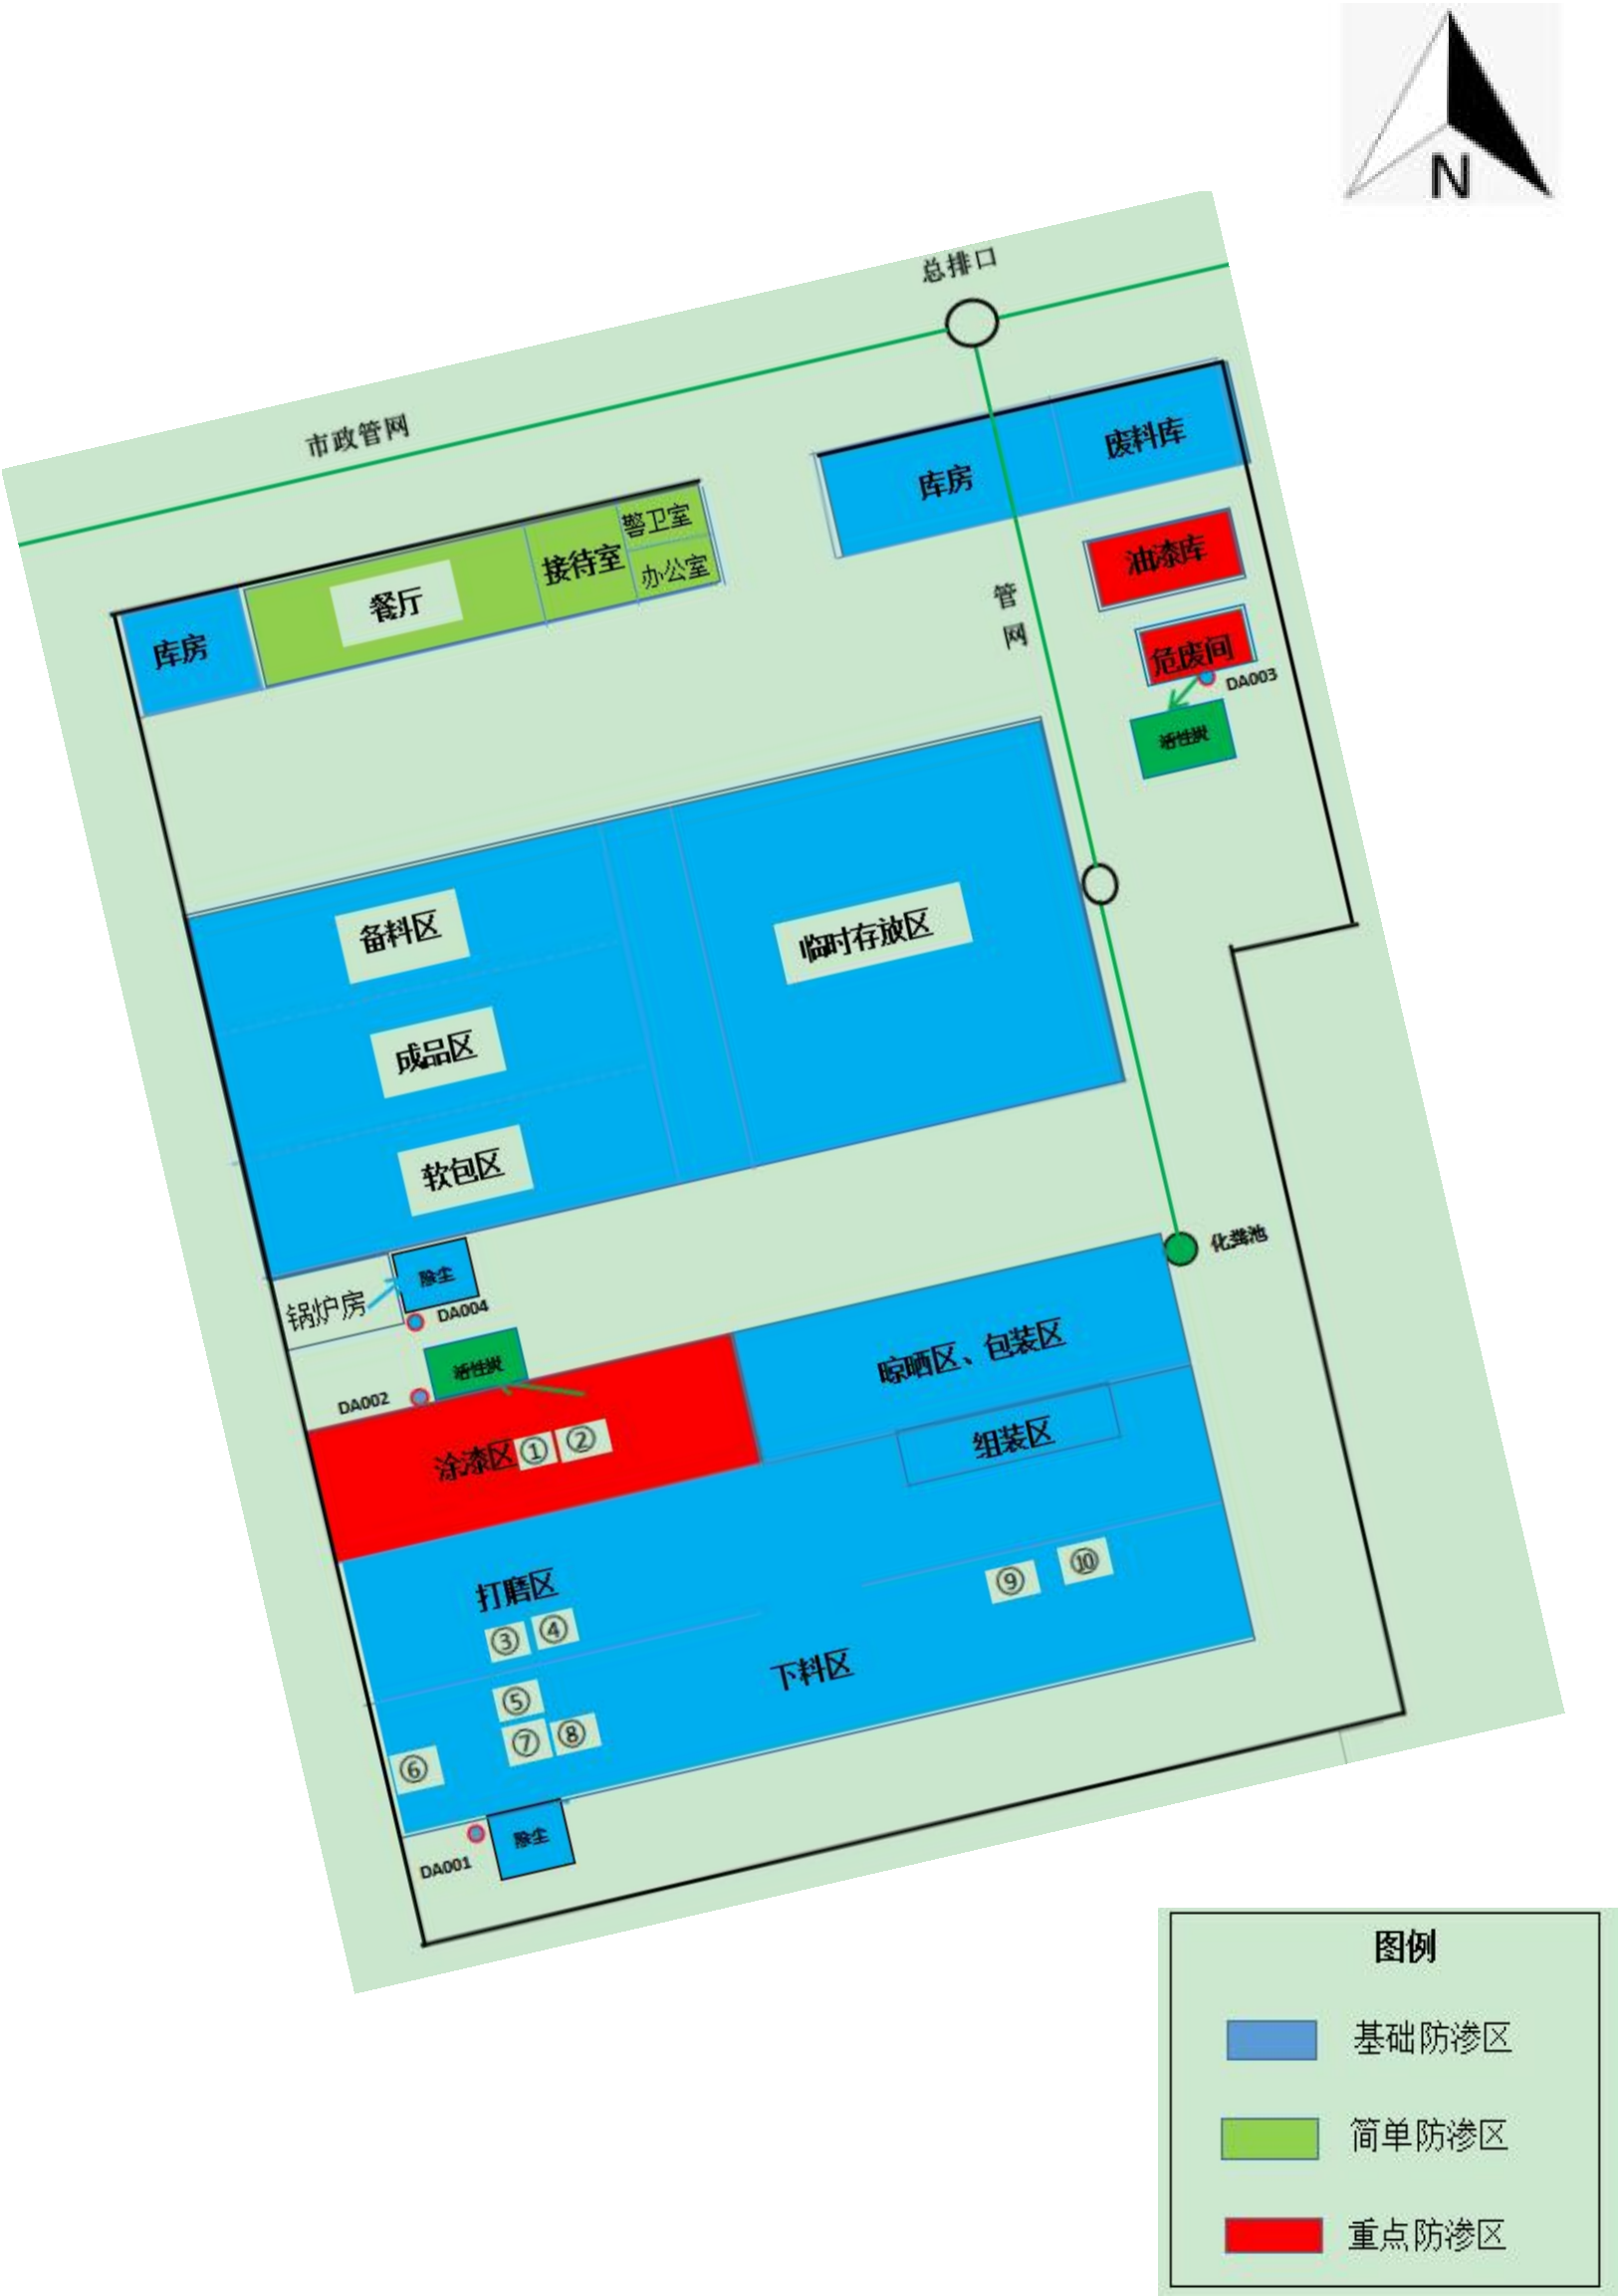 N
总排口
市政管网
废料库
库房
警卫室
接待室
办公室
餐厅
库房
油漆库
管
网
危废间
DA003
活性炭
备料区
临时存放区
成品区
软包区
化粪池
除尘
锅炉房
DA004
活性炭
DA002
晾晒区、包装区
涂漆区①②
组装区
打磨区
③④
⑨ ⑩
⑤
下料区
⑦⑧
⑥
除尘
DA001
图例
基础防渗区
简单防渗区
重点防渗区